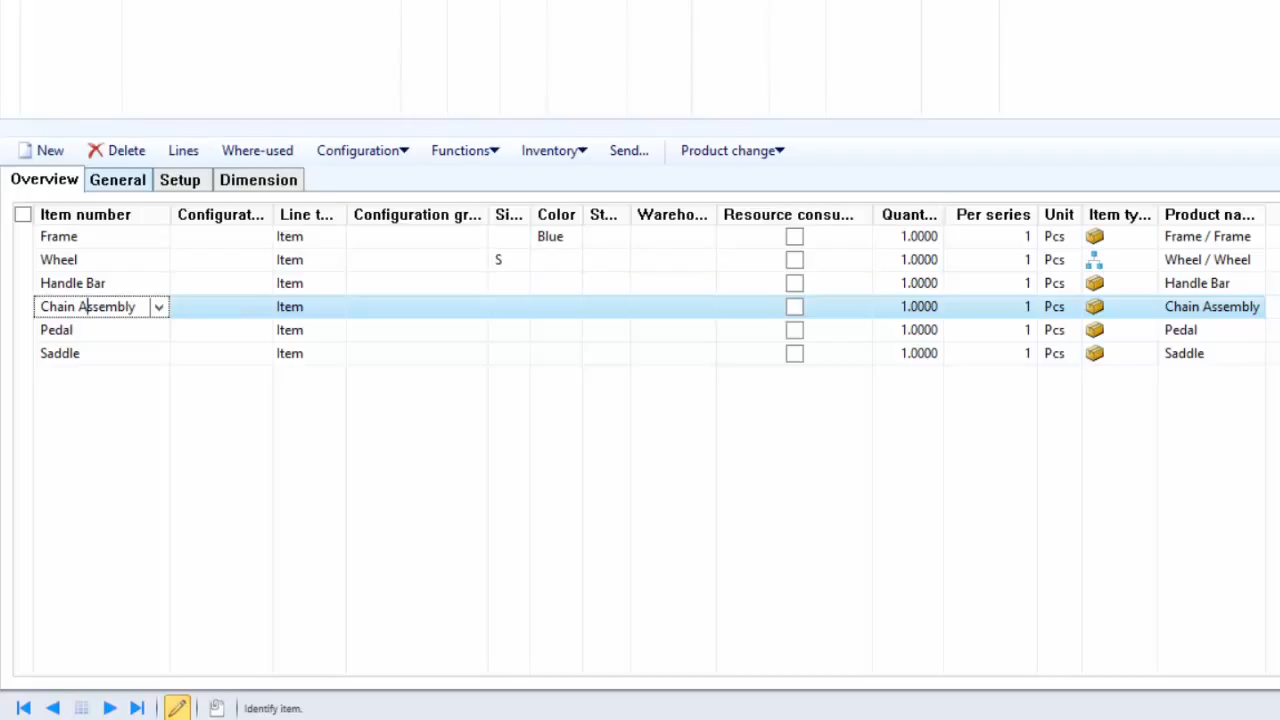 New Delete Lines Where-used Configuration Functions Inventory Send... Product change
Overview General Setup Dimension
Item number Configurat... Line t... Configuration gr... Si... Color St... Wareho... Resource consu... Quant... Per series Unit Item ty... Product na...
Frame Item Blue 1.0000 1 Pcs Frame / Frame
Wheel Item S 1.0000 1 Pcs Wheel / Wheel
Handle Bar Item 1.0000 1 Pcs Handle Bar
Chain Assembly Item 1.0000 1 Pcs Chain Assembly
Pedal Item 1.0000 1 Pcs Pedal
Saddle Item 1.0000 1 Pcs Saddle
Identify item.